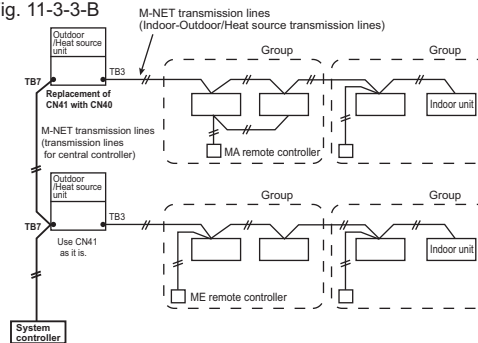 ig. 11-3-3-B
M-NET transmission lines
(Indoor-Outdoor/Heat source transmission lines)
Outdoor
/Heat source
unit
Group
Group
TB7
TB3
Replacement of
CN41 with CN40
Indoor unit
M-NET transmission lines
(transmission lines
for central controller)
MA remote controller
Outdoor
/Heat source
unit
Group
Group
TB3
TB7
Use CN41
as it is.
Indoor unit
ME remote controller
System
controller